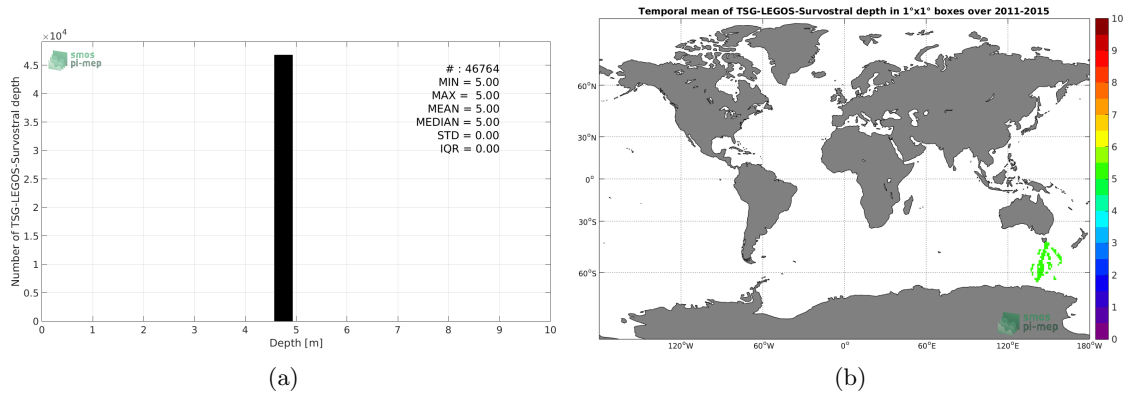 ×10⁴
smos
pi-mep
# : 46764
MIN = 5.00
MAX = 5.00
MEAN = 5.00
MEDIAN = 5.00
STD = 0.00
IQR = 0.00
4.5
4
3.5
3
2.5
2
1.5
1
0.5
0
Number of TSG-LEGOS-Survostral depth
0 1 2 3 4 5 6 7 8 9 10
Depth [m]
(a)
Temporal mean of TSG-LEGOS-Survostral depth in 1°x1° boxes over 2011-2015
60°N
30°N
0°
30°S
60°S
120°W 60°W 0° 60°E 120°E 180°W
smos
pi-mep
10
9
8
7
6
5
4
3
2
1
0
(b)